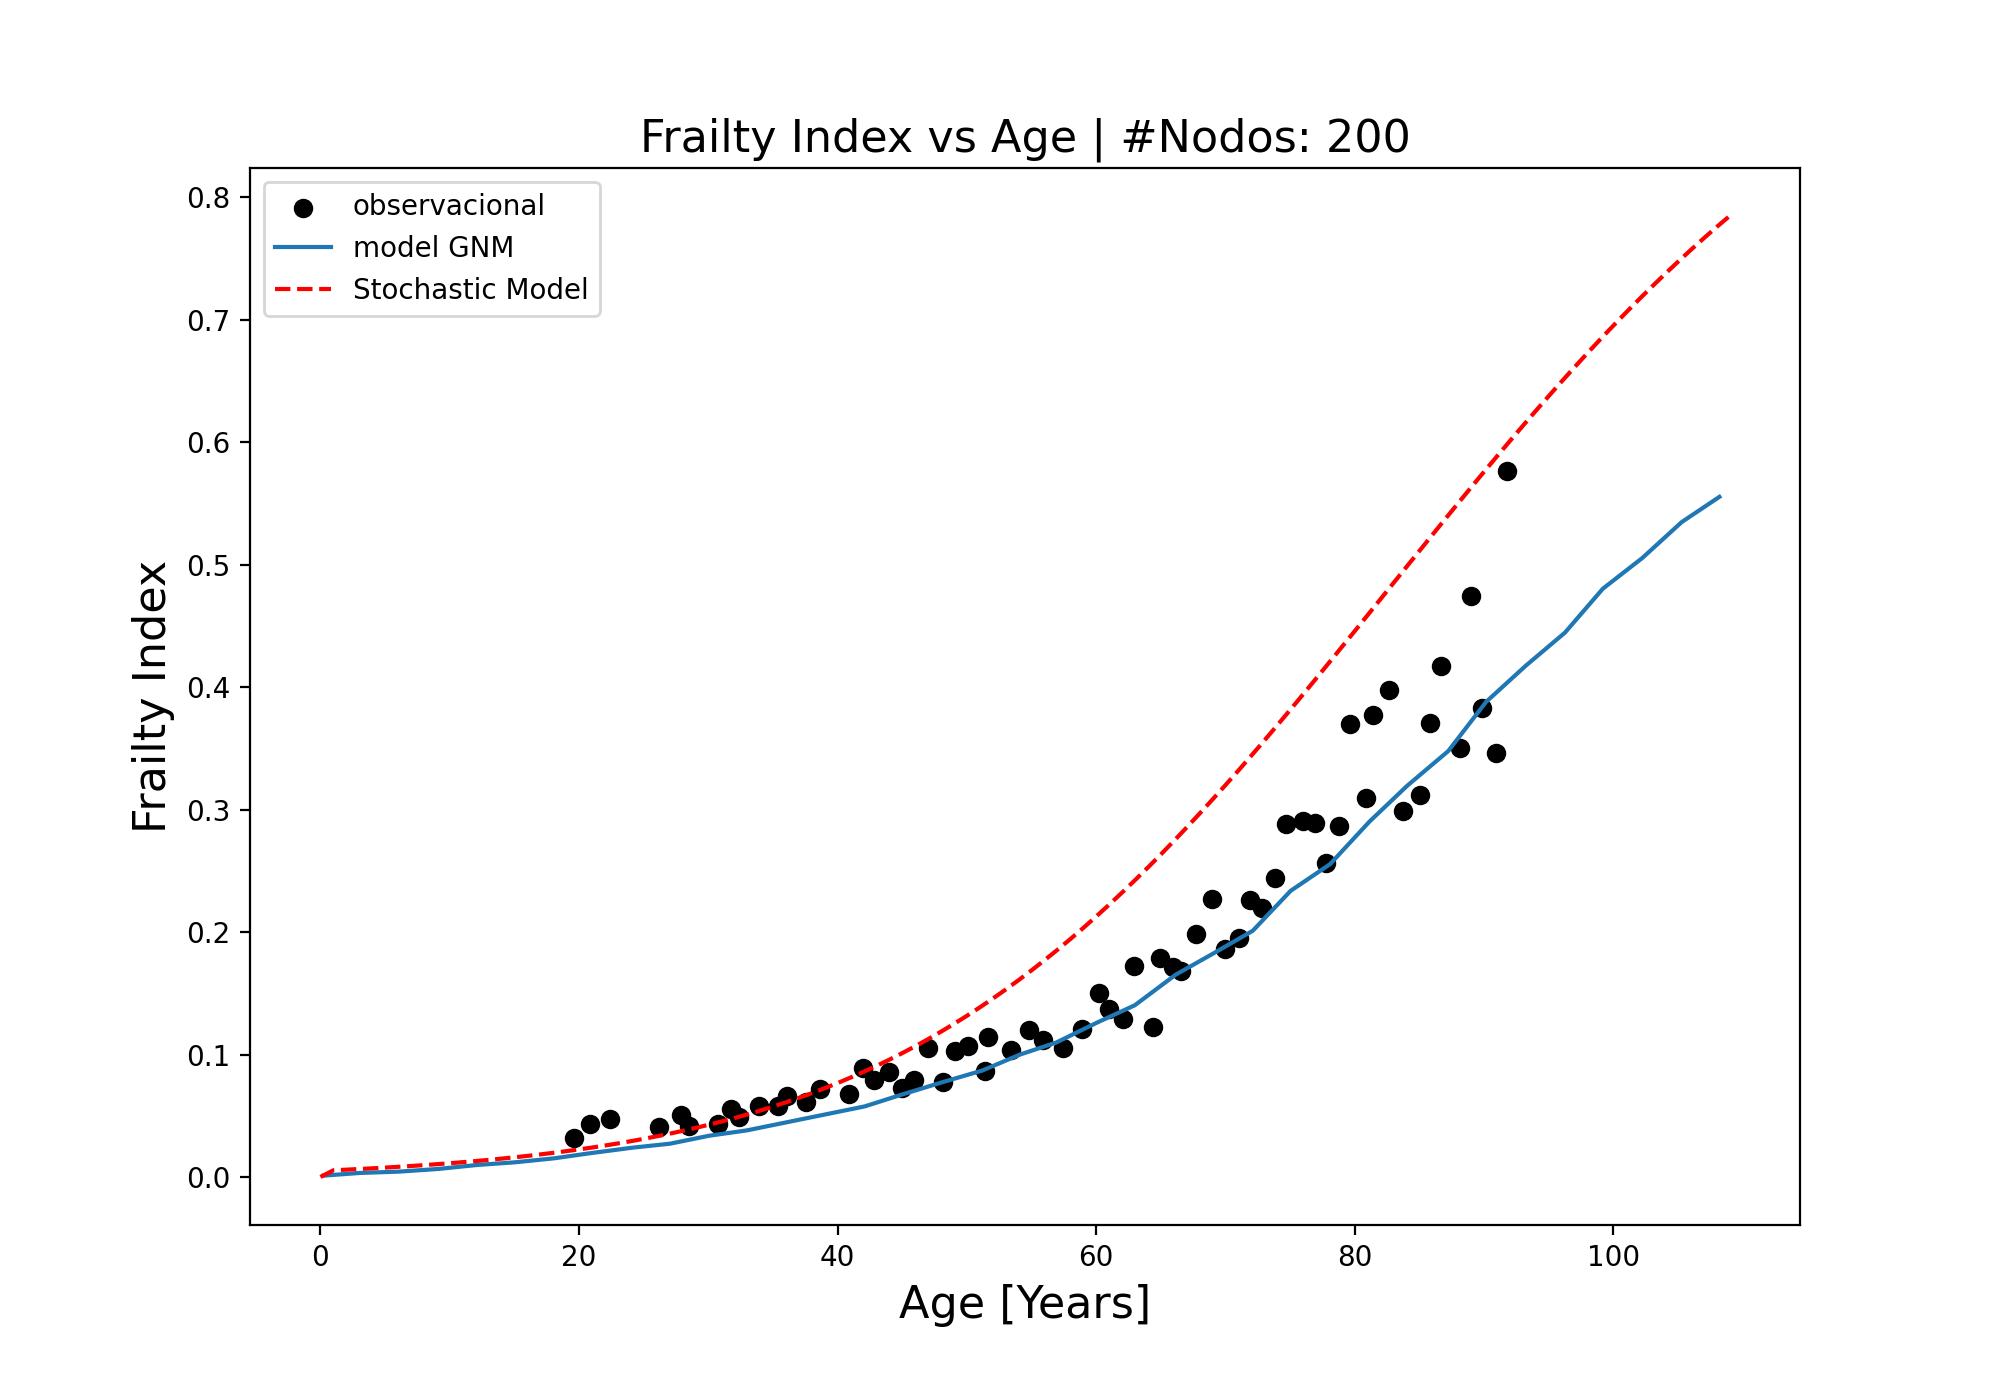 Frailty Index vs Age | #Nodos: 200
observacional
model GNM
Stochastic Model
0.8
0.7
0.6
0.5
0.4
0.3
0.2
0.1
0.0
Frailty Index
0 20 40 60 80 100
Age [Years]